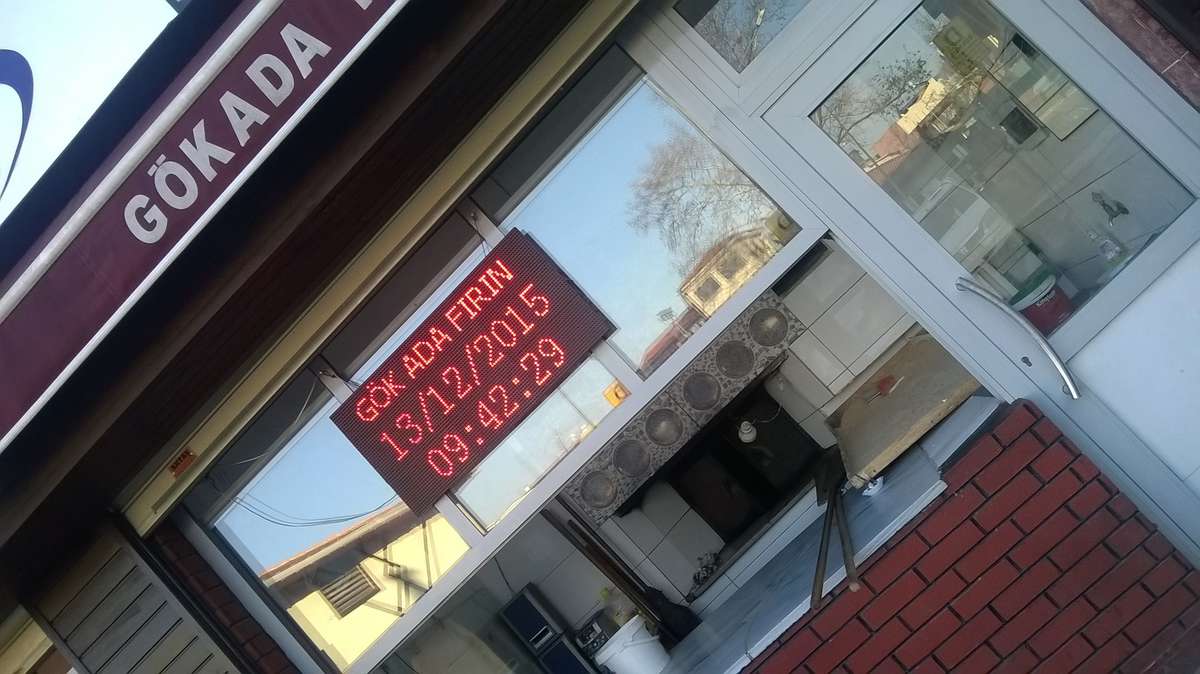 GÖKADA
GÖK ADA FIRIN
13/12/2015
09:42:29